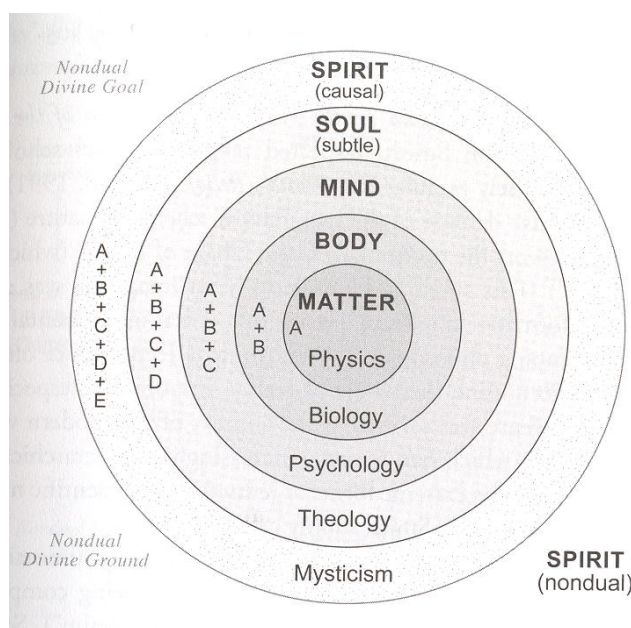 Nondual
Divine Goal
SPIRIT
(causal)
SOUL
(subtle)
MIND
BODY
MATTER
A
+
B
+
C
+
D
+
E
A
+
B
+
C
+
D
A
+
B
+
C
A
+
B
A
Physics
Biology
Psychology
Theology
Mysticism
Nondual
Divine Ground
SPIRIT
(nondual)